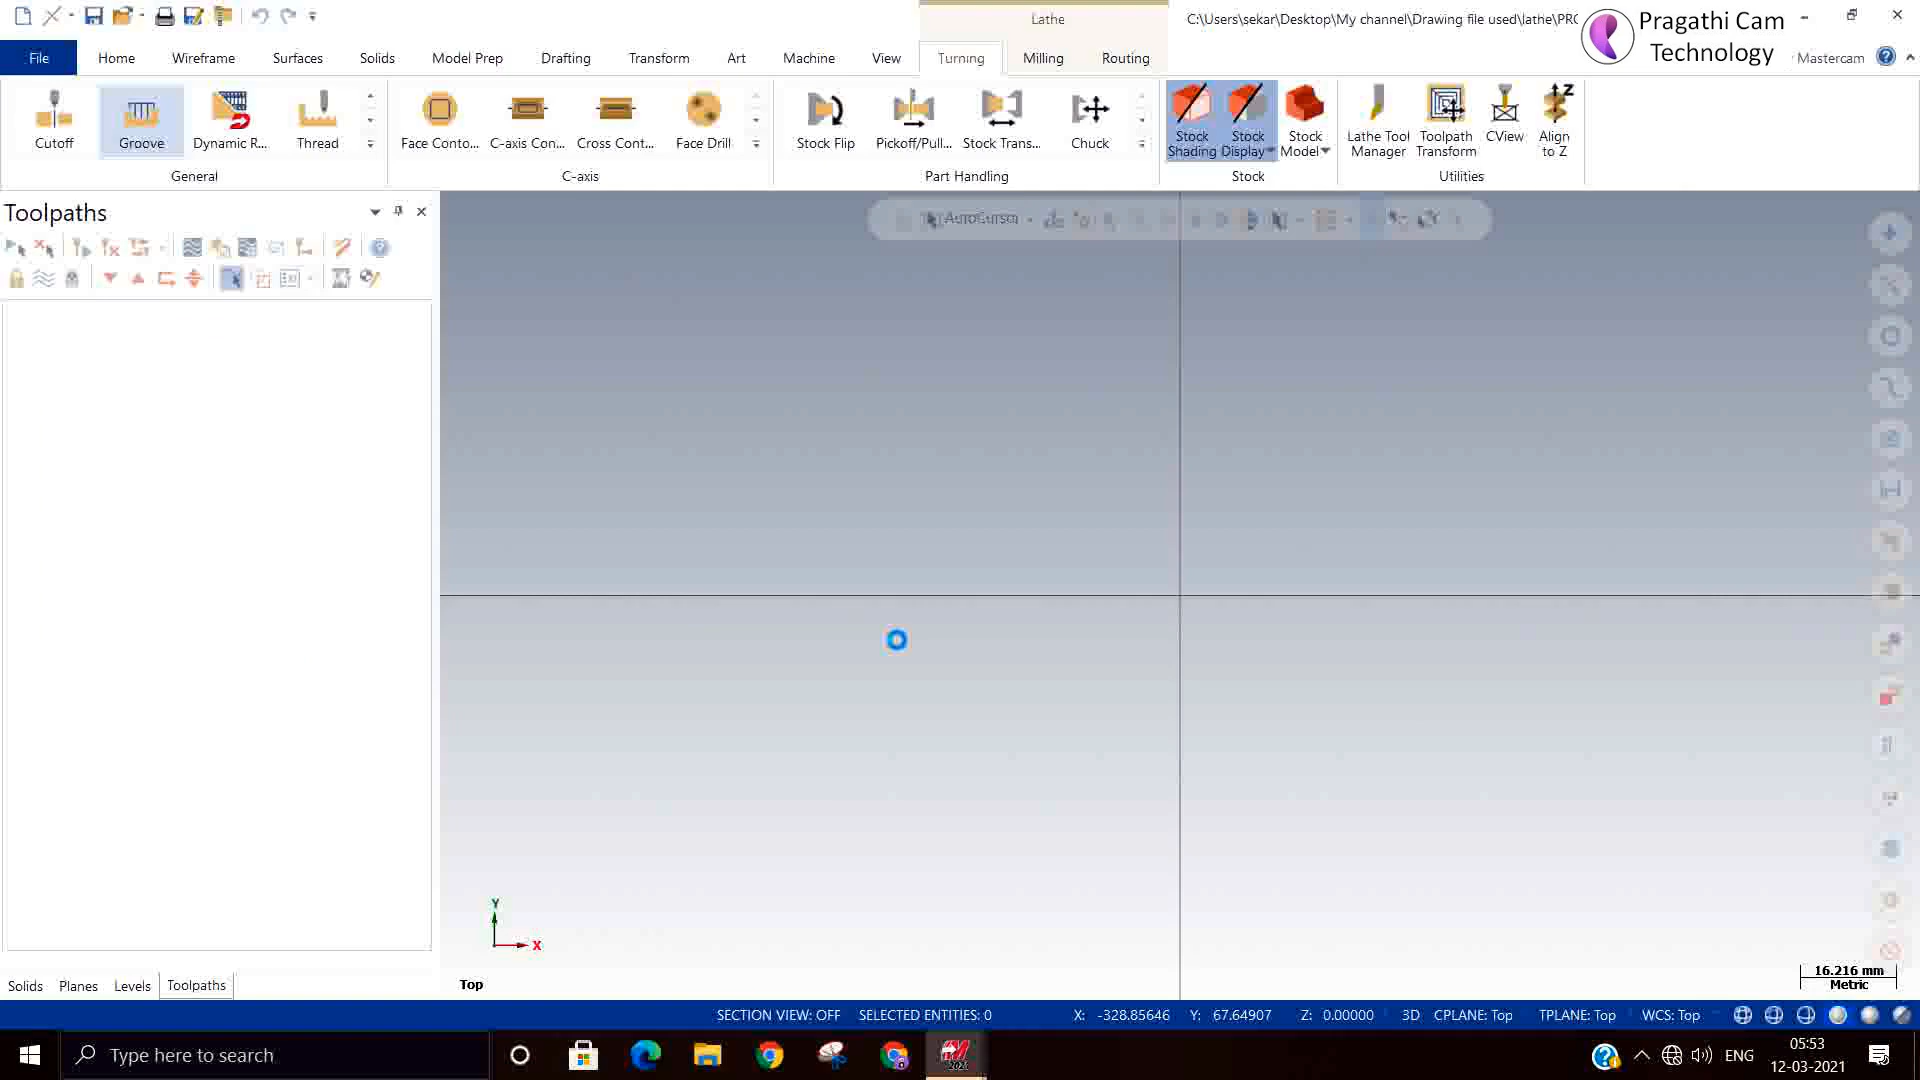 Lathe
C:\Users\sekar\Desktop\My channel\Drawing file used\lathe\PRO
Pragathi Cam
Technology
Mastercam
File
Home
Wireframe
Surfaces
Solids
Model Prep
Drafting
Transform
Art
Machine
View
Turning
Milling
Routing
Cutoff
Groove
Dynamic R...
Thread
Face Conto...
C-axis Con...
Cross Cont...
Face Drill
Stock Flip
Pickoff/Pull...
Stock Trans...
Chuck
Stock
Shading
Stock
Display
Stock
Model
Lathe Tool
Manager
Toolpath
Transform
CView
Align
to Z
General
C-axis
Part Handling
Stock
Utilities
Toolpaths
AutoCursor
Y
X
Top
16.216 mm
Metric
Solids
Planes
Levels
Toolpaths
SECTION VIEW: OFF
SELECTED ENTITIES: 0
X: -328.85646
Y: 67.64907
Z: 0.00000
3D
CPLANE: Top
TPLANE: Top
WCS: Top
Type here to search
2021
ENG
05:53
12-03-2021